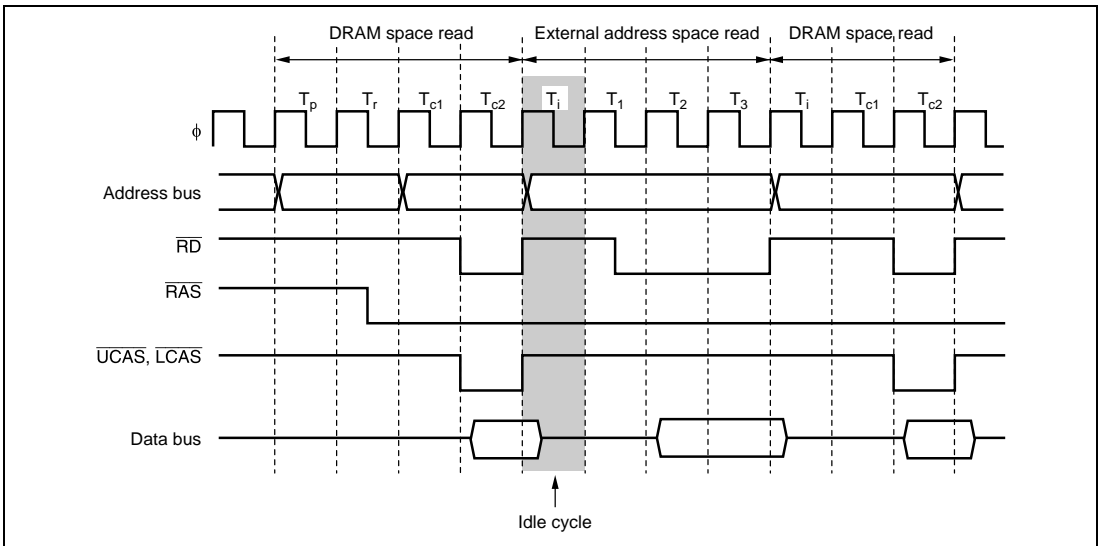 DRAM space read External address space read DRAM space read
Tp Tr Tc1 Tc2 Ti T1 T2 T3 Ti Tc1 Tc2
ϕ
Address bus
RD
RAS
UCAS, LCAS
Data bus
Idle cycle